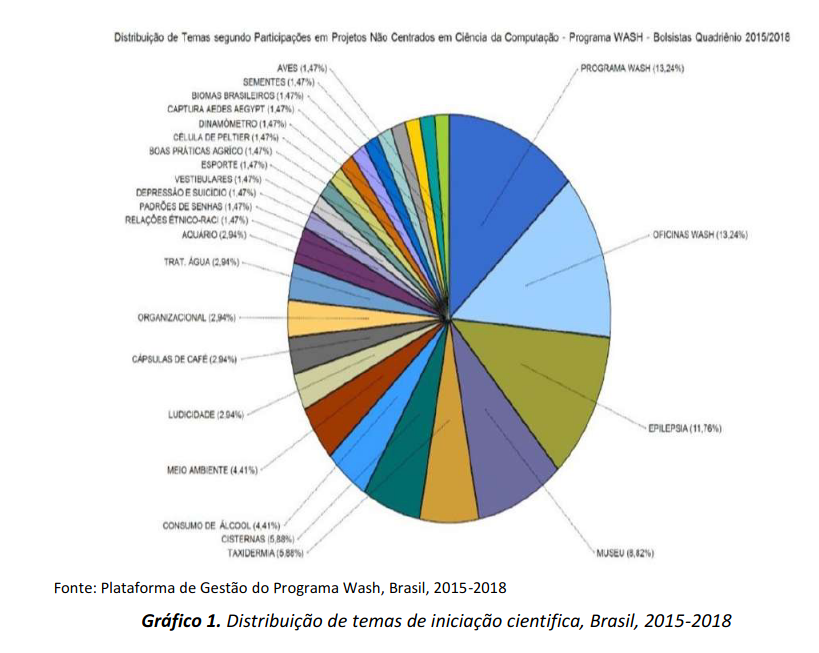 Distribuição de Temas segundo Participações em Projetos Não Centrados em Ciência da Computação - Programa WASH - Bolsistas Quadriênio 2015/2018
AVES (1,47%)
PROGRAMA WASH (13,24%)
SEMENTES (1,47%)
BIOMAS BRASILEIROS (1,47%)
CAPTURA AEDES AEGYPT (1,47%)
DINAMÔMETRO (1,47%)
CÉLULA DE PELTIER (1,47%)
BOAS PRÁTICAS AGRÍCO (1,47%)
ESPORTE (1,47%)
VESTIBULARES (1,47%)
DEPRESSÃO E SUICÍDIO (1,47%)
PADRÕES DE SENHAS (1,47%)
RELAÇÕES ÉTNICO-RACI (1,47%)
AQUÁRIO (2,94%)
OFICINAS WASH (13,24%)
TRAT. ÁGUA (2,94%)
ORGANIZACIONAL (2,94%)
CÁPSULAS DE CAFÉ (2,94%)
LUDICIDADE (2,94%)
EPILEPSIA (11,76%)
MEIO AMBIENTE (4,41%)
CONSUMO DE ÁLCOOL (4,41%)
CISTERNAS (5,88%)
TAXIDERMIA (5,88%)
MUSEU (8,82%)
Fonte: Plataforma de Gestão do Programa Wash, Brasil, 2015-2018
Gráfico 1. Distribuição de temas de iniciação cientifica, Brasil, 2015-2018